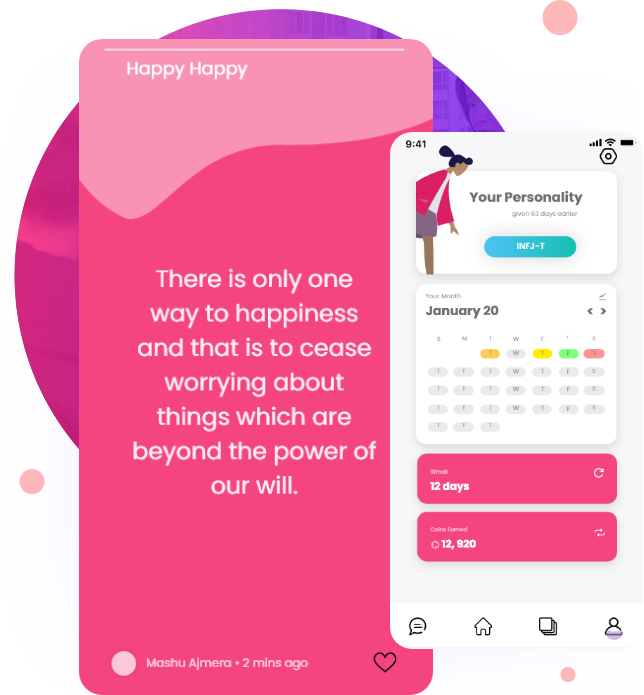 Happy Happy
There is only one
way to happiness
and that is to cease
worrying about
things which are
beyond the power of
our will.
Mashu Ajmera • 2 mins ago
9:41
Your Personality
given 63 days earlier
INFJ-T
Your Month
January 20
< >
S M T W T F S
T W T F S
T T T W T F S
T T T W T F S
T T T W T F S
T T T
Streak
12 days
Coins Earned
12, 920